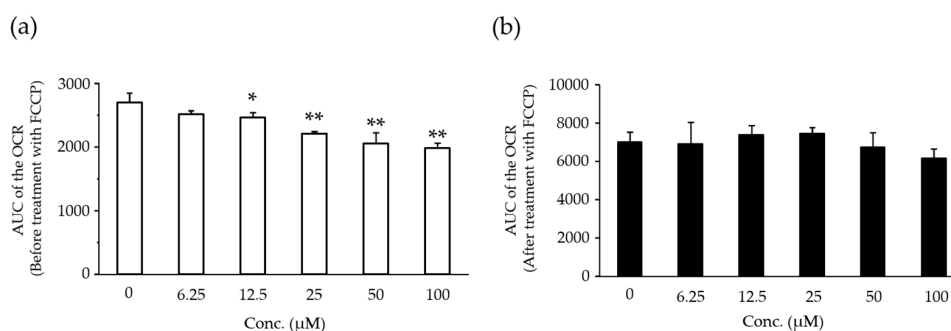 (a)
AUC of the OCR
(Before treatment with FCCP)
3000
2000
1000
0
*
**
**
**
0 6.25 12.5 25 50 100
Conc. (µM)
(b)
AUC of the OCR
(After treatment with FCCP)
10000
8000
6000
4000
2000
0
0 6.25 12.5 25 50 100
Conc. (µM)